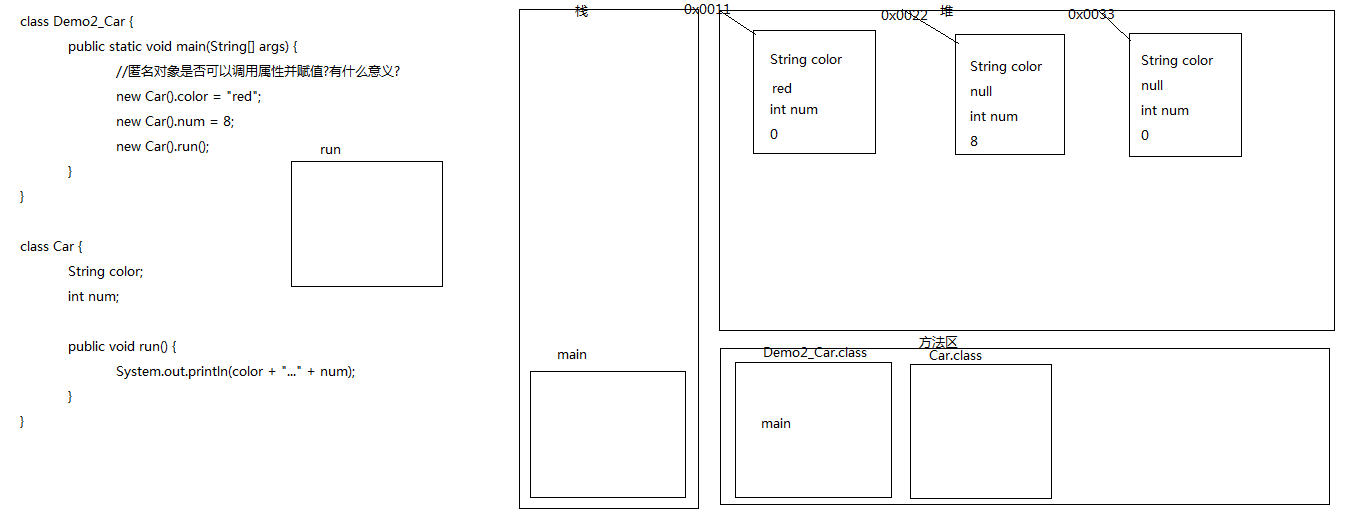 class Demo2_Car {
public static void main(String[] args) {
//匿名对象是否可以调用属性并赋值?有什么意义?
new Car().color = "red";
new Car().num = 8;
new Car().run();
}
}
class Car {
String color;
int num;
public void run() {
System.out.println(color + "..." + num);
}
}
run
栈
main
堆
0x0011
String color
red
int num
0
0x0022
String color
null
int num
8
0x0033
String color
null
int num
0
方法区
Demo2_Car.class
main
Car.class